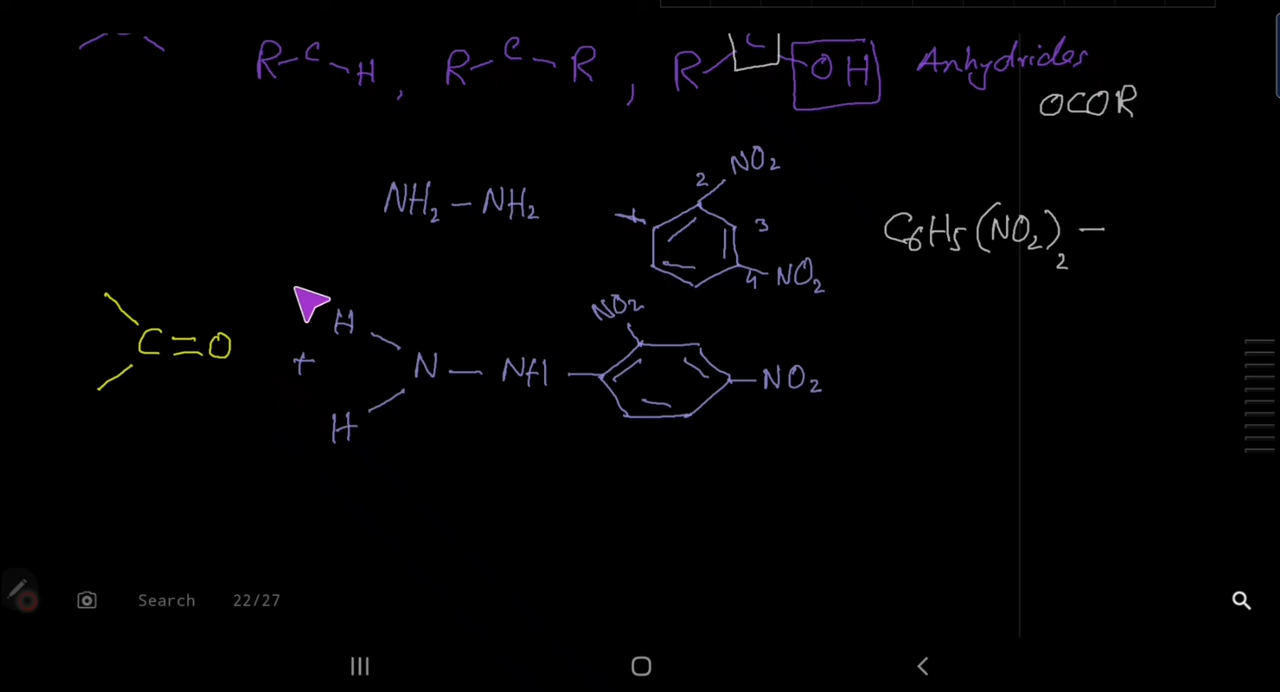 R-C-H, R-C-R, R-C-OH Anhydrides
OCOR
NH2 - NH2
2 NO2
3
4 NO2
C6H5(NO2)2 -
C=O + H N - NH NO2 NO2
H
Search 22/27